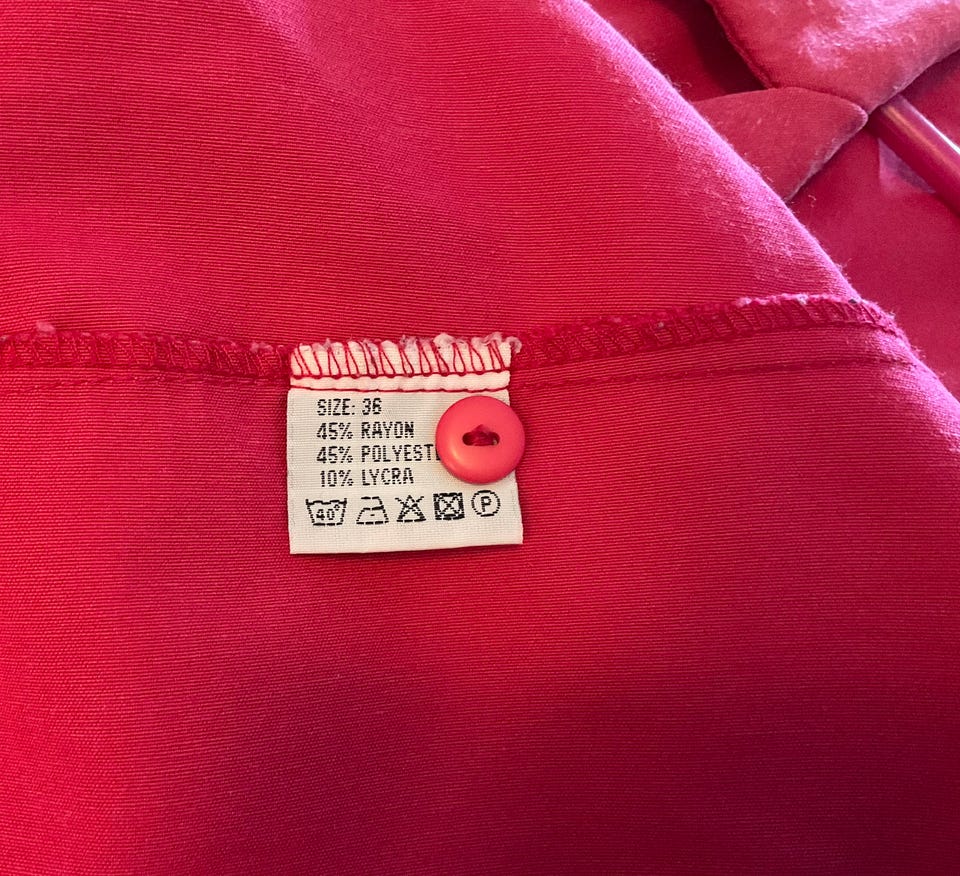 SIZE: 36
45% RAYON
45% POLYEST
10% LYCRA
40° P